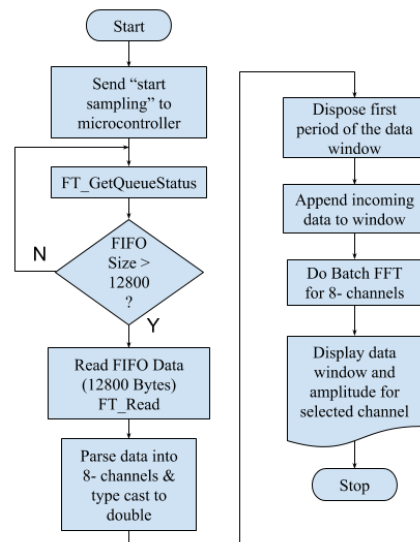 Start
Send “start
sampling” to
microcontroller
FT_GetQueueStatus
FIFO
Size >
12800
?
N
Y
Read FIFO Data
(12800 Bytes)
FT_Read
Parse data into
8- channels &
type cast to
double
Dispose first
period of the data
window
Append incoming
data to window
Do Batch FFT
for 8- channels
Display data
window and
amplitude for
selected channel
Stop